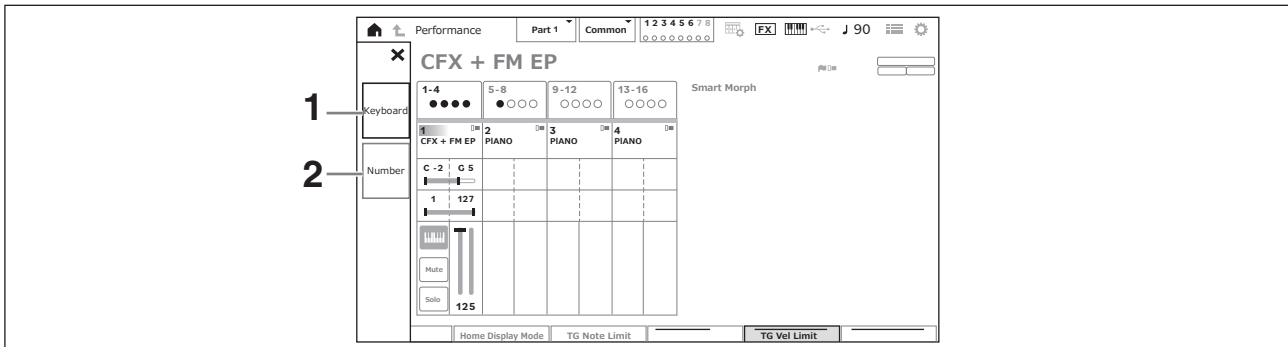 Performance
Part 1
Common
1 2 3 4 5 6 7 8
FX
♩ 90
×
CFX + FM EP
1
Keyboard
2
Number
1-4
5-8
9-12
13-16
Smart Morph
1
CFX + FM EP
2
PIANO
3
PIANO
4
PIANO
C -2
G 5
1
127
Mute
Solo
125
Home Display Mode
TG Note Limit
TG Vel Limit